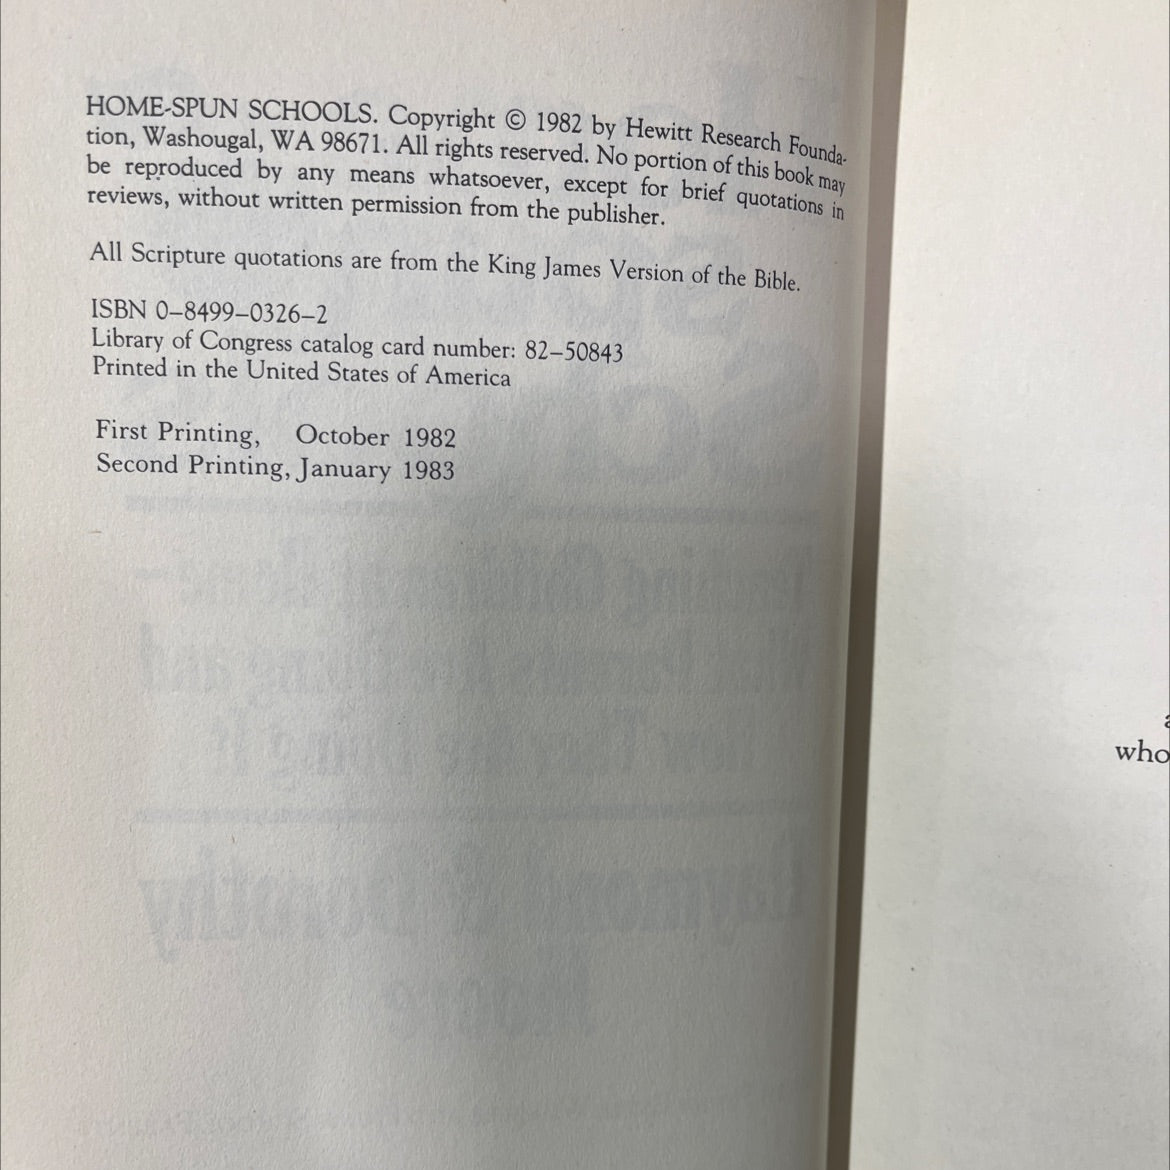 HOME-SPUN SCHOOLS. Copyright © 1982 by Hewitt Research Founda-
tion, Washougal, WA 98671. All rights reserved. No portion of this book may
be reproduced by any means whatsoever, except for brief quotations in
reviews, without written permission from the publisher.
All Scripture quotations are from the King James Version of the Bible.
ISBN 0–8499–0326–2
Library of Congress catalog card number: 82–50843
Printed in the United States of America
First Printing, October 1982
Second Printing, January 1983
who